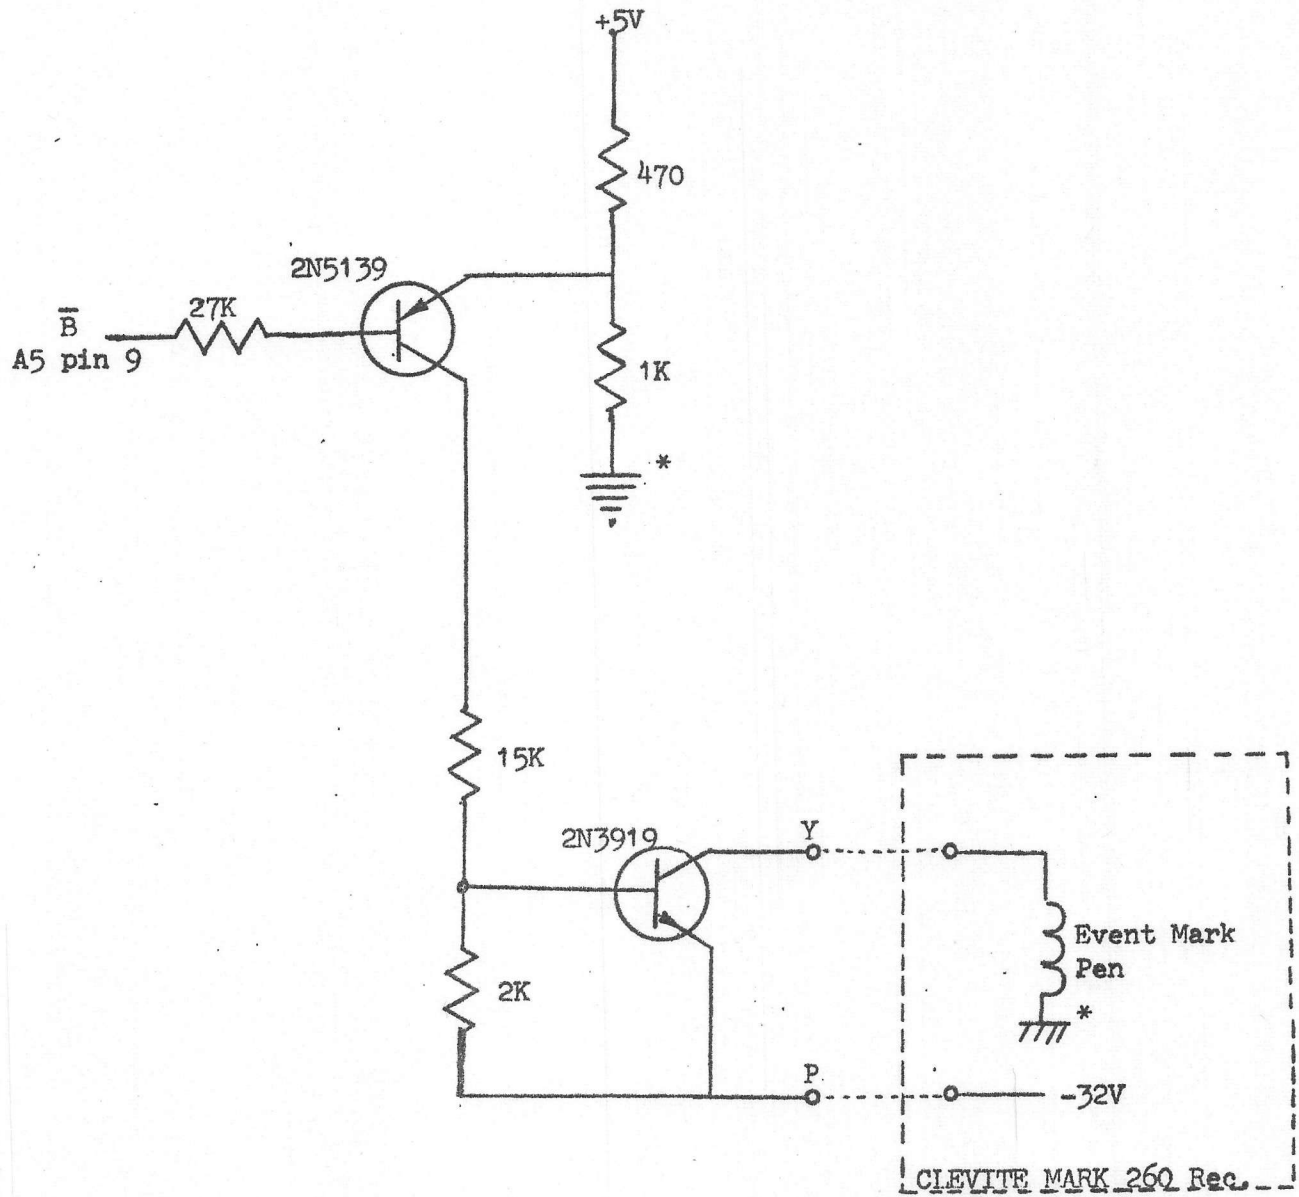 +5V
470
2N5139
27K
B̅
A5 pin 9
1K
*
15K
2N3919
Y
Event Mark
Pen
*
2K
P
-32V
CLEVITE MARK 260 Rec.